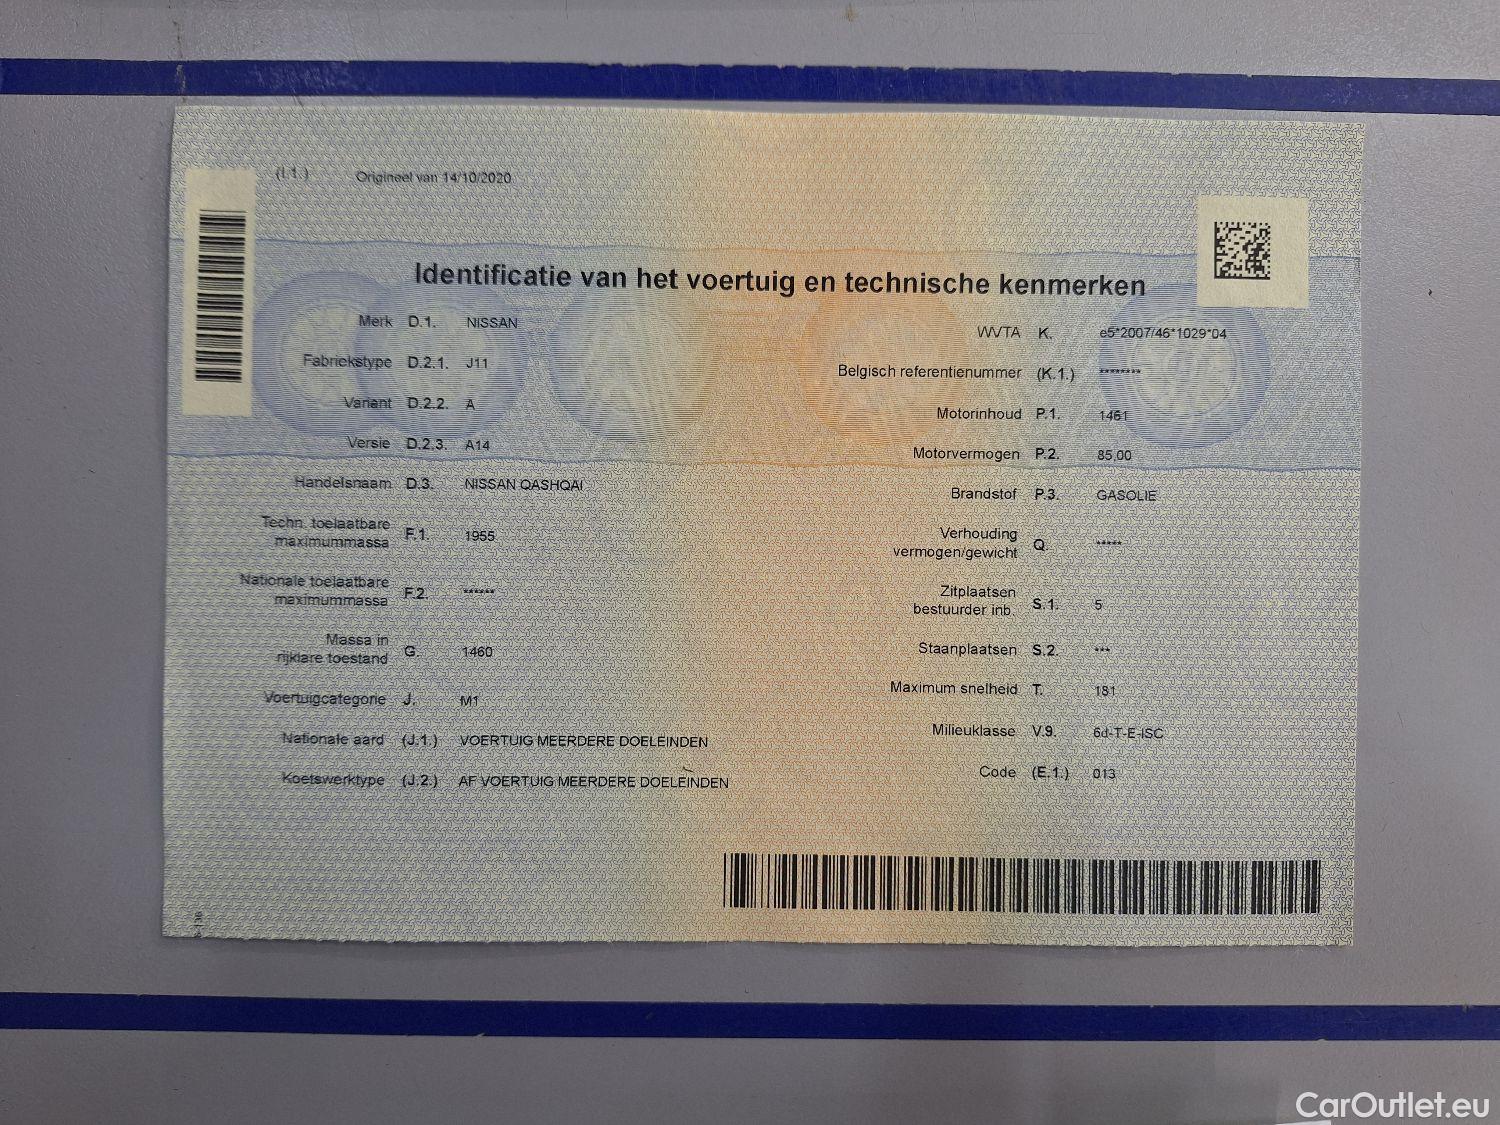 (I.1.) Origineel van 14/10/2020
Identificatie van het voertuig en technische kenmerken
Merk D.1. NISSAN
Fabriekstype D.2.1. J11
Variant D.2.2. A
Versie D.2.3. A14
Handelsnaam D.3. NISSAN QASHQAI
Techn. toelaatbare
maximummassa F.1. 1955
Nationale toelaatbare
maximummassa F.2. ******
Massa in
rijklare toestand G. 1460
Voertuigcategorie J. M1
Nationale aard (J.1.) VOERTUIG MEERDERE DOELEINDEN
Koetswerktype (J.2.) AF VOERTUIG MEERDERE DOELEINDEN
WVTA K. e5*2007/46*1029*04
Belgisch referentienummer (K.1.) ********
Motorinhoud P.1. 1461
Motorvermogen P.2. 85,00
Brandstof P.3. GASOLIE
Verhouding
vermogen/gewicht Q. *****
Zitplaatsen
bestuurder inb. S.1. 5
Staanplaatsen S.2. ***
Maximum snelheid T. 181
Milieuklasse V.9. 6d-T-E-ISC
Code (E.1.) 013
CarOutlet.eu